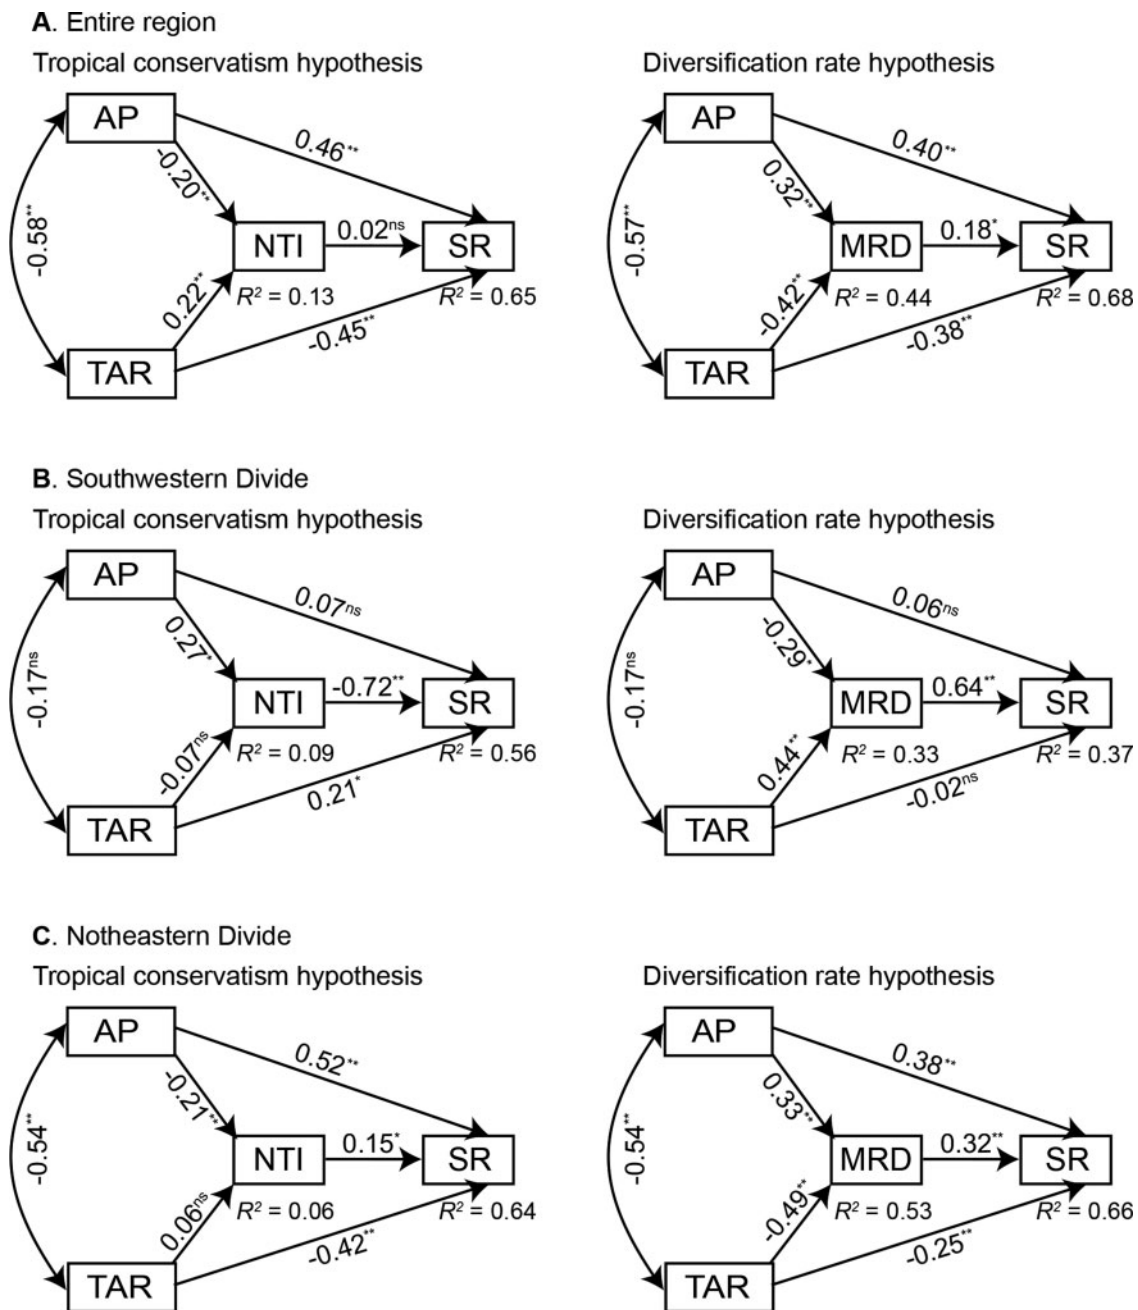 A. Entire region
Tropical conservatism hypothesis
AP
0.46**
-0.20**
-0.58**
NTI
0.02ns
SR
R² = 0.13
R² = 0.65
0.22**
-0.45**
TAR
Diversification rate hypothesis
AP
0.40**
0.32**
-0.57**
MRD
0.18*
SR
R² = 0.44
R² = 0.68
-0.42**
-0.38**
TAR
B. Southwestern Divide
Tropical conservatism hypothesis
AP
0.07ns
0.27*
-0.17ns
NTI
-0.72**
SR
R² = 0.09
R² = 0.56
-0.07ns
0.21*
TAR
Diversification rate hypothesis
AP
0.06ns
-0.29*
-0.17ns
MRD
0.64**
SR
R² = 0.33
R² = 0.37
0.44**
-0.02ns
TAR
C. Notheastern Divide
Tropical conservatism hypothesis
AP
0.52**
-0.21**
-0.54**
NTI
0.15*
SR
R² = 0.06
R² = 0.64
0.06ns
-0.42**
TAR
Diversification rate hypothesis
AP
0.38**
0.33**
-0.54**
MRD
0.32**
SR
R² = 0.53
R² = 0.66
-0.49**
-0.25**
TAR